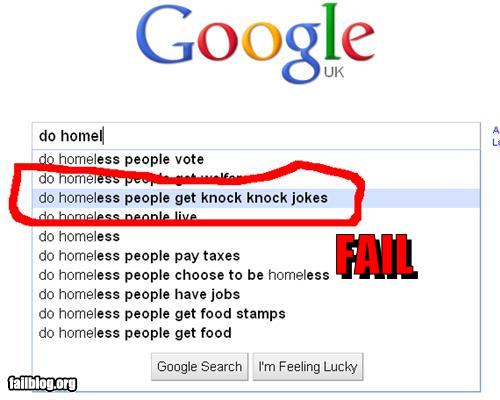 Google
UK
do homel
A
do homeless people vote
do homeless people get welfare
do homeless people get knock knock jokes
do homeless people live
do homeless
do homeless people pay taxes
do homeless people choose to be homeless
do homeless people have jobs
do homeless people get food stamps
do homeless people get food
FAIL
Google Search
I'm Feeling Lucky
failblog.org